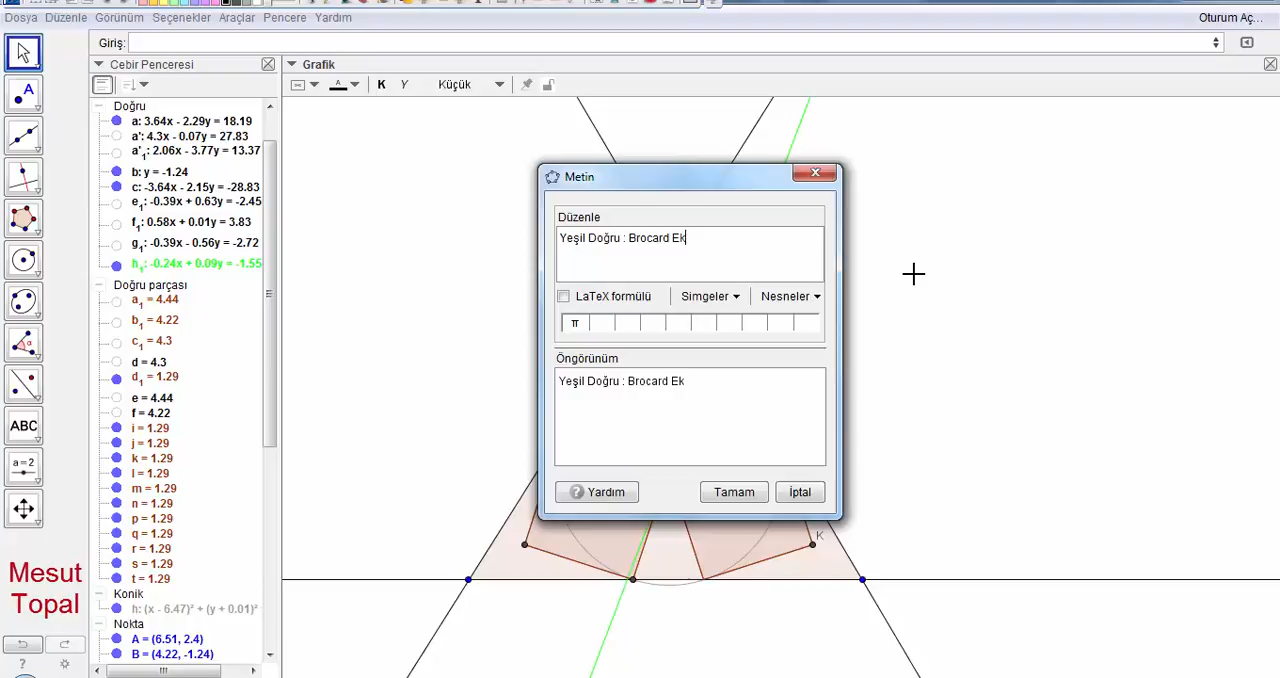 Dosya Düzenle Görünüm Seçenekler Araçlar Pencere Yardım
Oturum Aç...
Giriş:
Cebir Penceresi
Grafik
A K Y Küçük
Doğru
a: 3.64x - 2.29y = 18.19
a': 4.3x - 0.07y = 27.83
a'₁: 2.06x - 3.77y = 13.37
b: y = -1.24
c: -3.64x - 2.15y = -28.83
e₁: -0.39x + 0.63y = -2.45
f₁: 0.58x + 0.01y = 3.83
g₁: -0.39x - 0.56y = -2.72
h₁: -0.24x + 0.09y = -1.55
Doğru parçası
a₁ = 4.44
b₁ = 4.22
c₁ = 4.3
d = 4.3
d₁ = 1.29
e = 4.44
f = 4.22
i = 1.29
j = 1.29
k = 1.29
l = 1.29
m = 1.29
n = 1.29
p = 1.29
q = 1.29
r = 1.29
s = 1.29
t = 1.29
Konik
h: (x - 6.47)² + (y + 0.01)²
Nokta
A = (6.51, 2.4)
B = (4.22, -1.24)
A
ABC
α
a=2
Mesut
Topal
Metin
Düzenle
Yeşil Doğru : Brocard Ek
LaTeX formülü Simgeler Nesneler
π
Öngörünüm
Yeşil Doğru : Brocard Ek
Yardım Tamam İptal
K